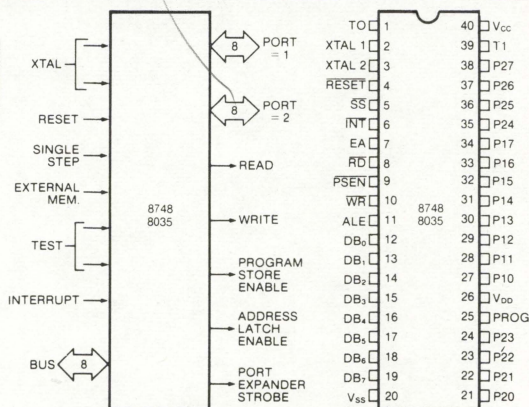 XTAL
RESET
SINGLE
STEP
EXTERNAL
MEM.
TEST
INTERRUPT
BUS
8
8748
8035
8
PORT
= 1
8
PORT
= 2
READ
WRITE
PROGRAM
STORE
ENABLE
ADDRESS
LATCH
ENABLE
PORT
EXPANDER
STROBE
TO 1
XTAL 1 2
XTAL 2 3
RESET 4
SS 5
INT 6
EA 7
RD 8
PSEN 9
WR 10
ALE 11
DB₀ 12
DB₁ 13
DB₂ 14
DB₃ 15
DB₄ 16
DB₅ 17
DB₆ 18
DB₇ 19
Vss 20
8748
8035
40 Vcc
39 T1
38 P27
37 P26
36 P25
35 P24
34 P17
33 P16
32 P15
31 P14
30 P13
29 P12
28 P11
27 P10
26 VDD
25 PROG
24 P23
23 P22
22 P21
21 P20